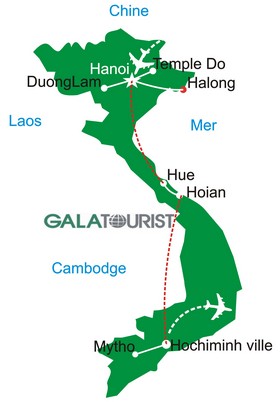 Chine
Temple Do
Hanoi
DuongLam
Halong
Laos
Mer
Hue
Hoian
GALATOURIST
Cambodge
Mytho
Hochiminh ville